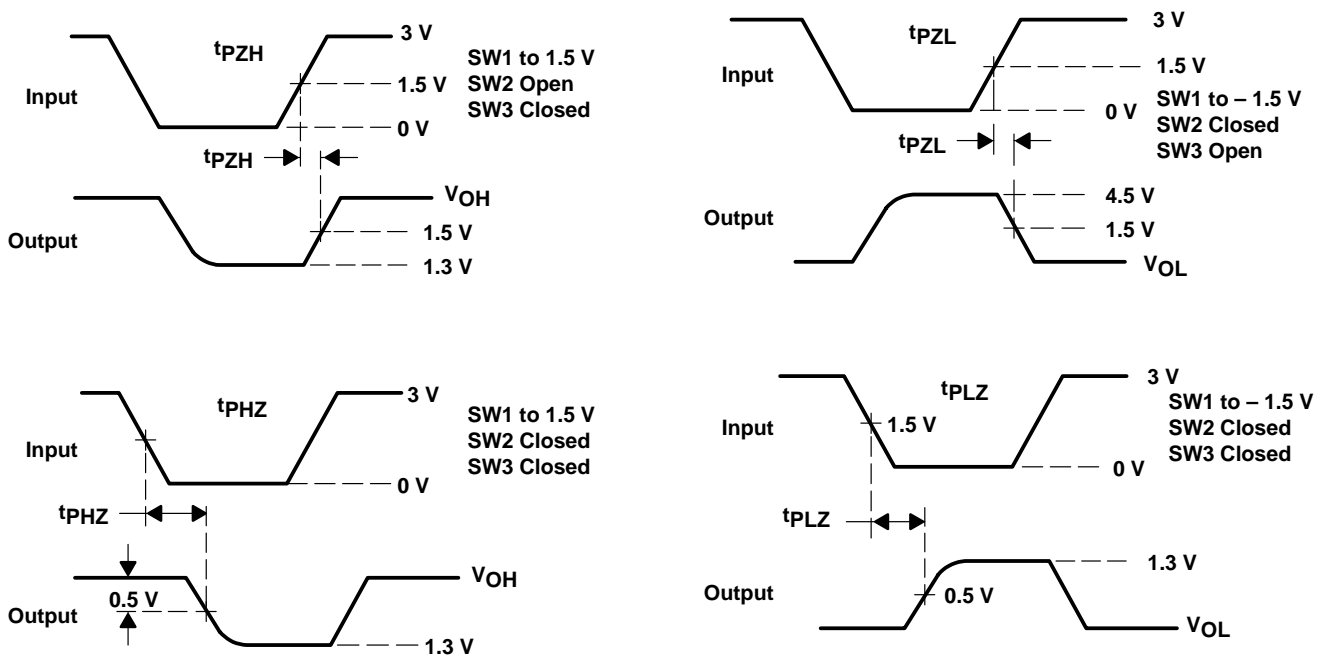 tPZH
3 V
SW1 to 1.5 V
SW2 Open
SW3 Closed
1.5 V
Input
0 V
tPZH
VOH
Output
1.5 V
1.3 V
tPZL
3 V
1.5 V
Input
0 V
SW1 to – 1.5 V
SW2 Closed
SW3 Open
tPZL
4.5 V
Output
1.5 V
VOL
tPHZ
3 V
SW1 to 1.5 V
SW2 Closed
SW3 Closed
Input
0 V
tPHZ
VOH
0.5 V
Output
1.3 V
tPLZ
3 V
SW1 to – 1.5 V
SW2 Closed
SW3 Closed
1.5 V
Input
0 V
tPLZ
1.3 V
Output
0.5 V
VOL